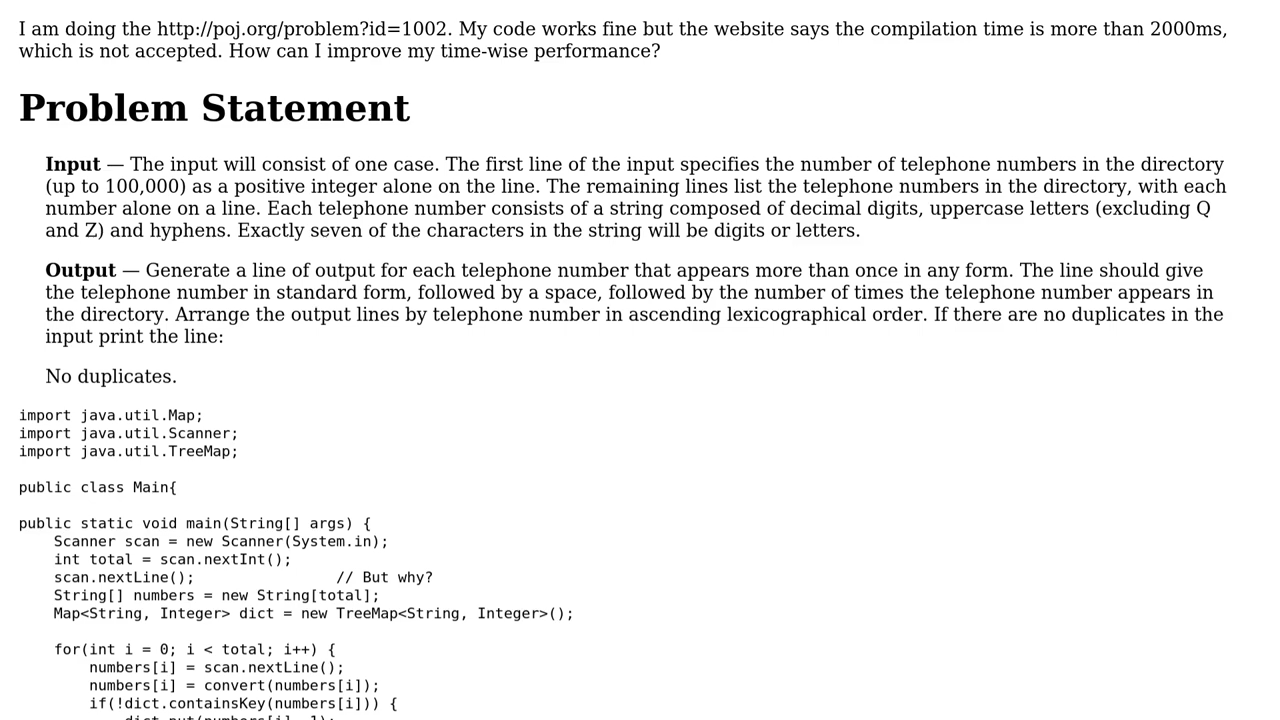 I am doing the http://poj.org/problem?id=1002. My code works fine but the website says the compilation time is more than 2000ms,
which is not accepted. How can I improve my time-wise performance?
Problem Statement
Input — The input will consist of one case. The first line of the input specifies the number of telephone numbers in the directory
(up to 100,000) as a positive integer alone on the line. The remaining lines list the telephone numbers in the directory, with each
number alone on a line. Each telephone number consists of a string composed of decimal digits, uppercase letters (excluding Q
and Z) and hyphens. Exactly seven of the characters in the string will be digits or letters.
Output — Generate a line of output for each telephone number that appears more than once in any form. The line should give
the telephone number in standard form, followed by a space, followed by the number of times the telephone number appears in
the directory. Arrange the output lines by telephone number in ascending lexicographical order. If there are no duplicates in the
input print the line:
No duplicates.
import java.util.Map;
import java.util.Scanner;
import java.util.TreeMap;
public class Main{
public static void main(String[] args) {
    Scanner scan = new Scanner(System.in);
    int total = scan.nextInt();
    scan.nextLine();                // But why?
    String[] numbers = new String[total];
    Map<String, Integer> dict = new TreeMap<String, Integer>();
    for(int i = 0; i < total; i++) {
        numbers[i] = scan.nextLine();
        numbers[i] = convert(numbers[i]);
        if(!dict.containsKey(numbers[i])) {
            dict.put(numbers[i], 1);